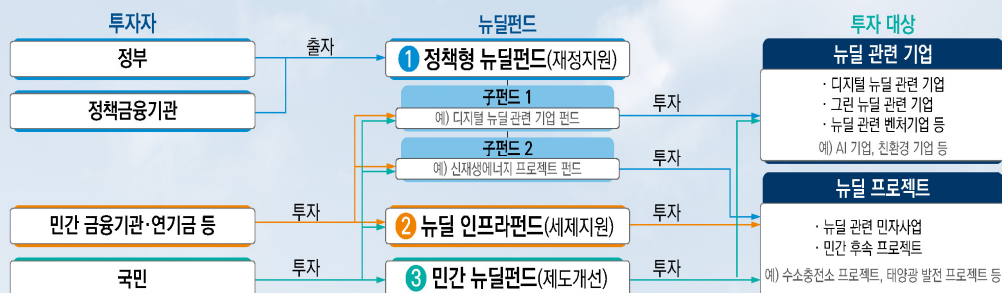 투자자
뉴딜펀드
투자 대상
정부
출자
1 정책형 뉴딜펀드(재정지원)
뉴딜 관련 기업
정책금융기관
· 디지털 뉴딜 관련 기업
· 그린 뉴딜 관련 기업
· 뉴딜 관련 벤처기업 등
예) AI 기업, 친환경 기업 등
子펀드 1
예) 디지털 뉴딜 관련 기업 펀드
투자
子펀드 2
예) 신재생에너지 프로젝트 펀드
투자
뉴딜 프로젝트
민간 금융기관·연기금 등
투자
2 뉴딜 인프라펀드(세제지원)
투자
· 뉴딜 관련 민자사업
· 민간 후속 프로젝트
예) 수소충전소 프로젝트, 태양광 발전 프로젝트 등
국민
투자
3 민간 뉴딜펀드(제도개선)
투자